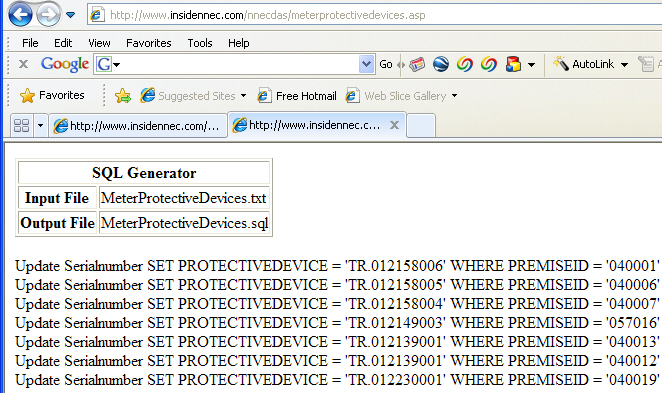 http://www.insidennec.com/nnecdas/meterprotectivedevices.asp
File Edit View Favorites Tools Help
Google G Go AutoLink
Favorites Suggested Sites Free Hotmail Web Slice Gallery
http://www.insidennec.com/... http://www.insidennec.c...
SQL Generator
Input File MeterProtectiveDevices.txt
Output File MeterProtectiveDevices.sql
Update Serialnumber SET PROTECTIVEDEVICE = 'TR.012158006' WHERE PREMISEID = '040001'
Update Serialnumber SET PROTECTIVEDEVICE = 'TR.012158005' WHERE PREMISEID = '040006'
Update Serialnumber SET PROTECTIVEDEVICE = 'TR.012158004' WHERE PREMISEID = '040007'
Update Serialnumber SET PROTECTIVEDEVICE = 'TR.012149003' WHERE PREMISEID = '057016'
Update Serialnumber SET PROTECTIVEDEVICE = 'TR.012139001' WHERE PREMISEID = '040013'
Update Serialnumber SET PROTECTIVEDEVICE = 'TR.012139001' WHERE PREMISEID = '040012'
Update Serialnumber SET PROTECTIVEDEVICE = 'TR.012230001' WHERE PREMISEID = '040019'